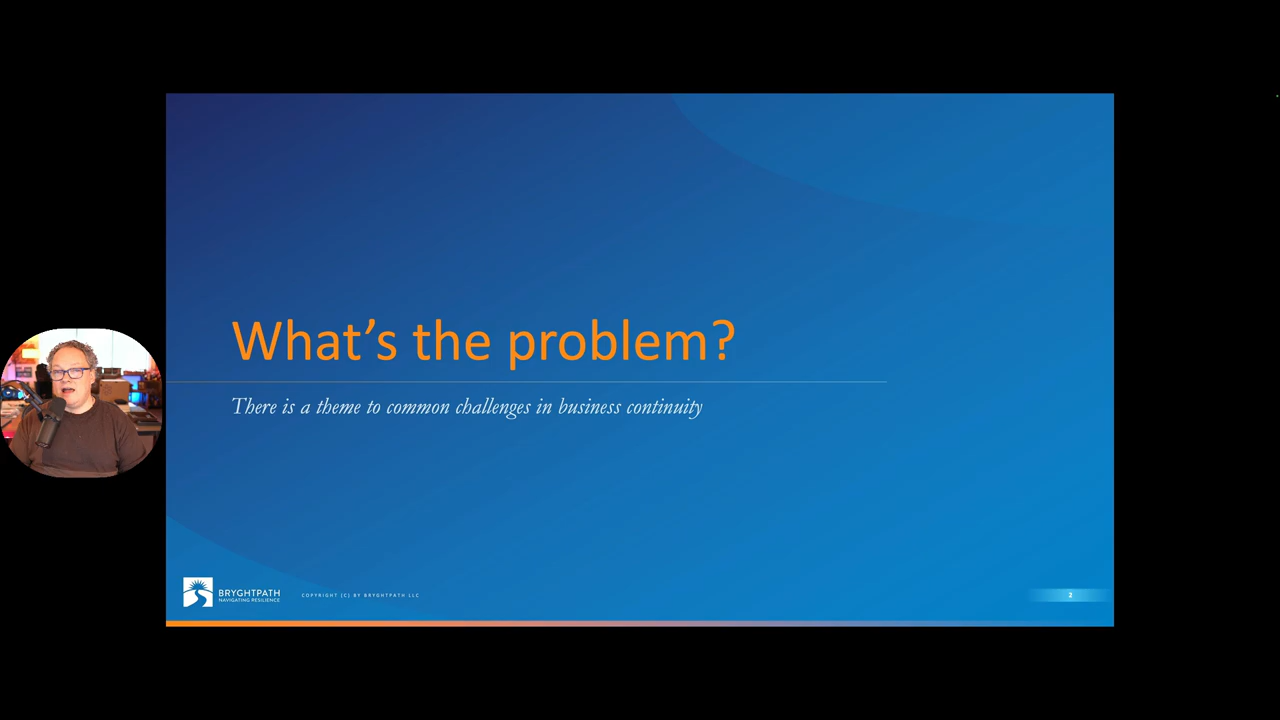 What's the problem?
There is a theme to common challenges in business continuity
BRYGHTPATH
NAVIGATING RESILIENCE
COPYRIGHT (C) BY BRYGHTPATH LLC
2